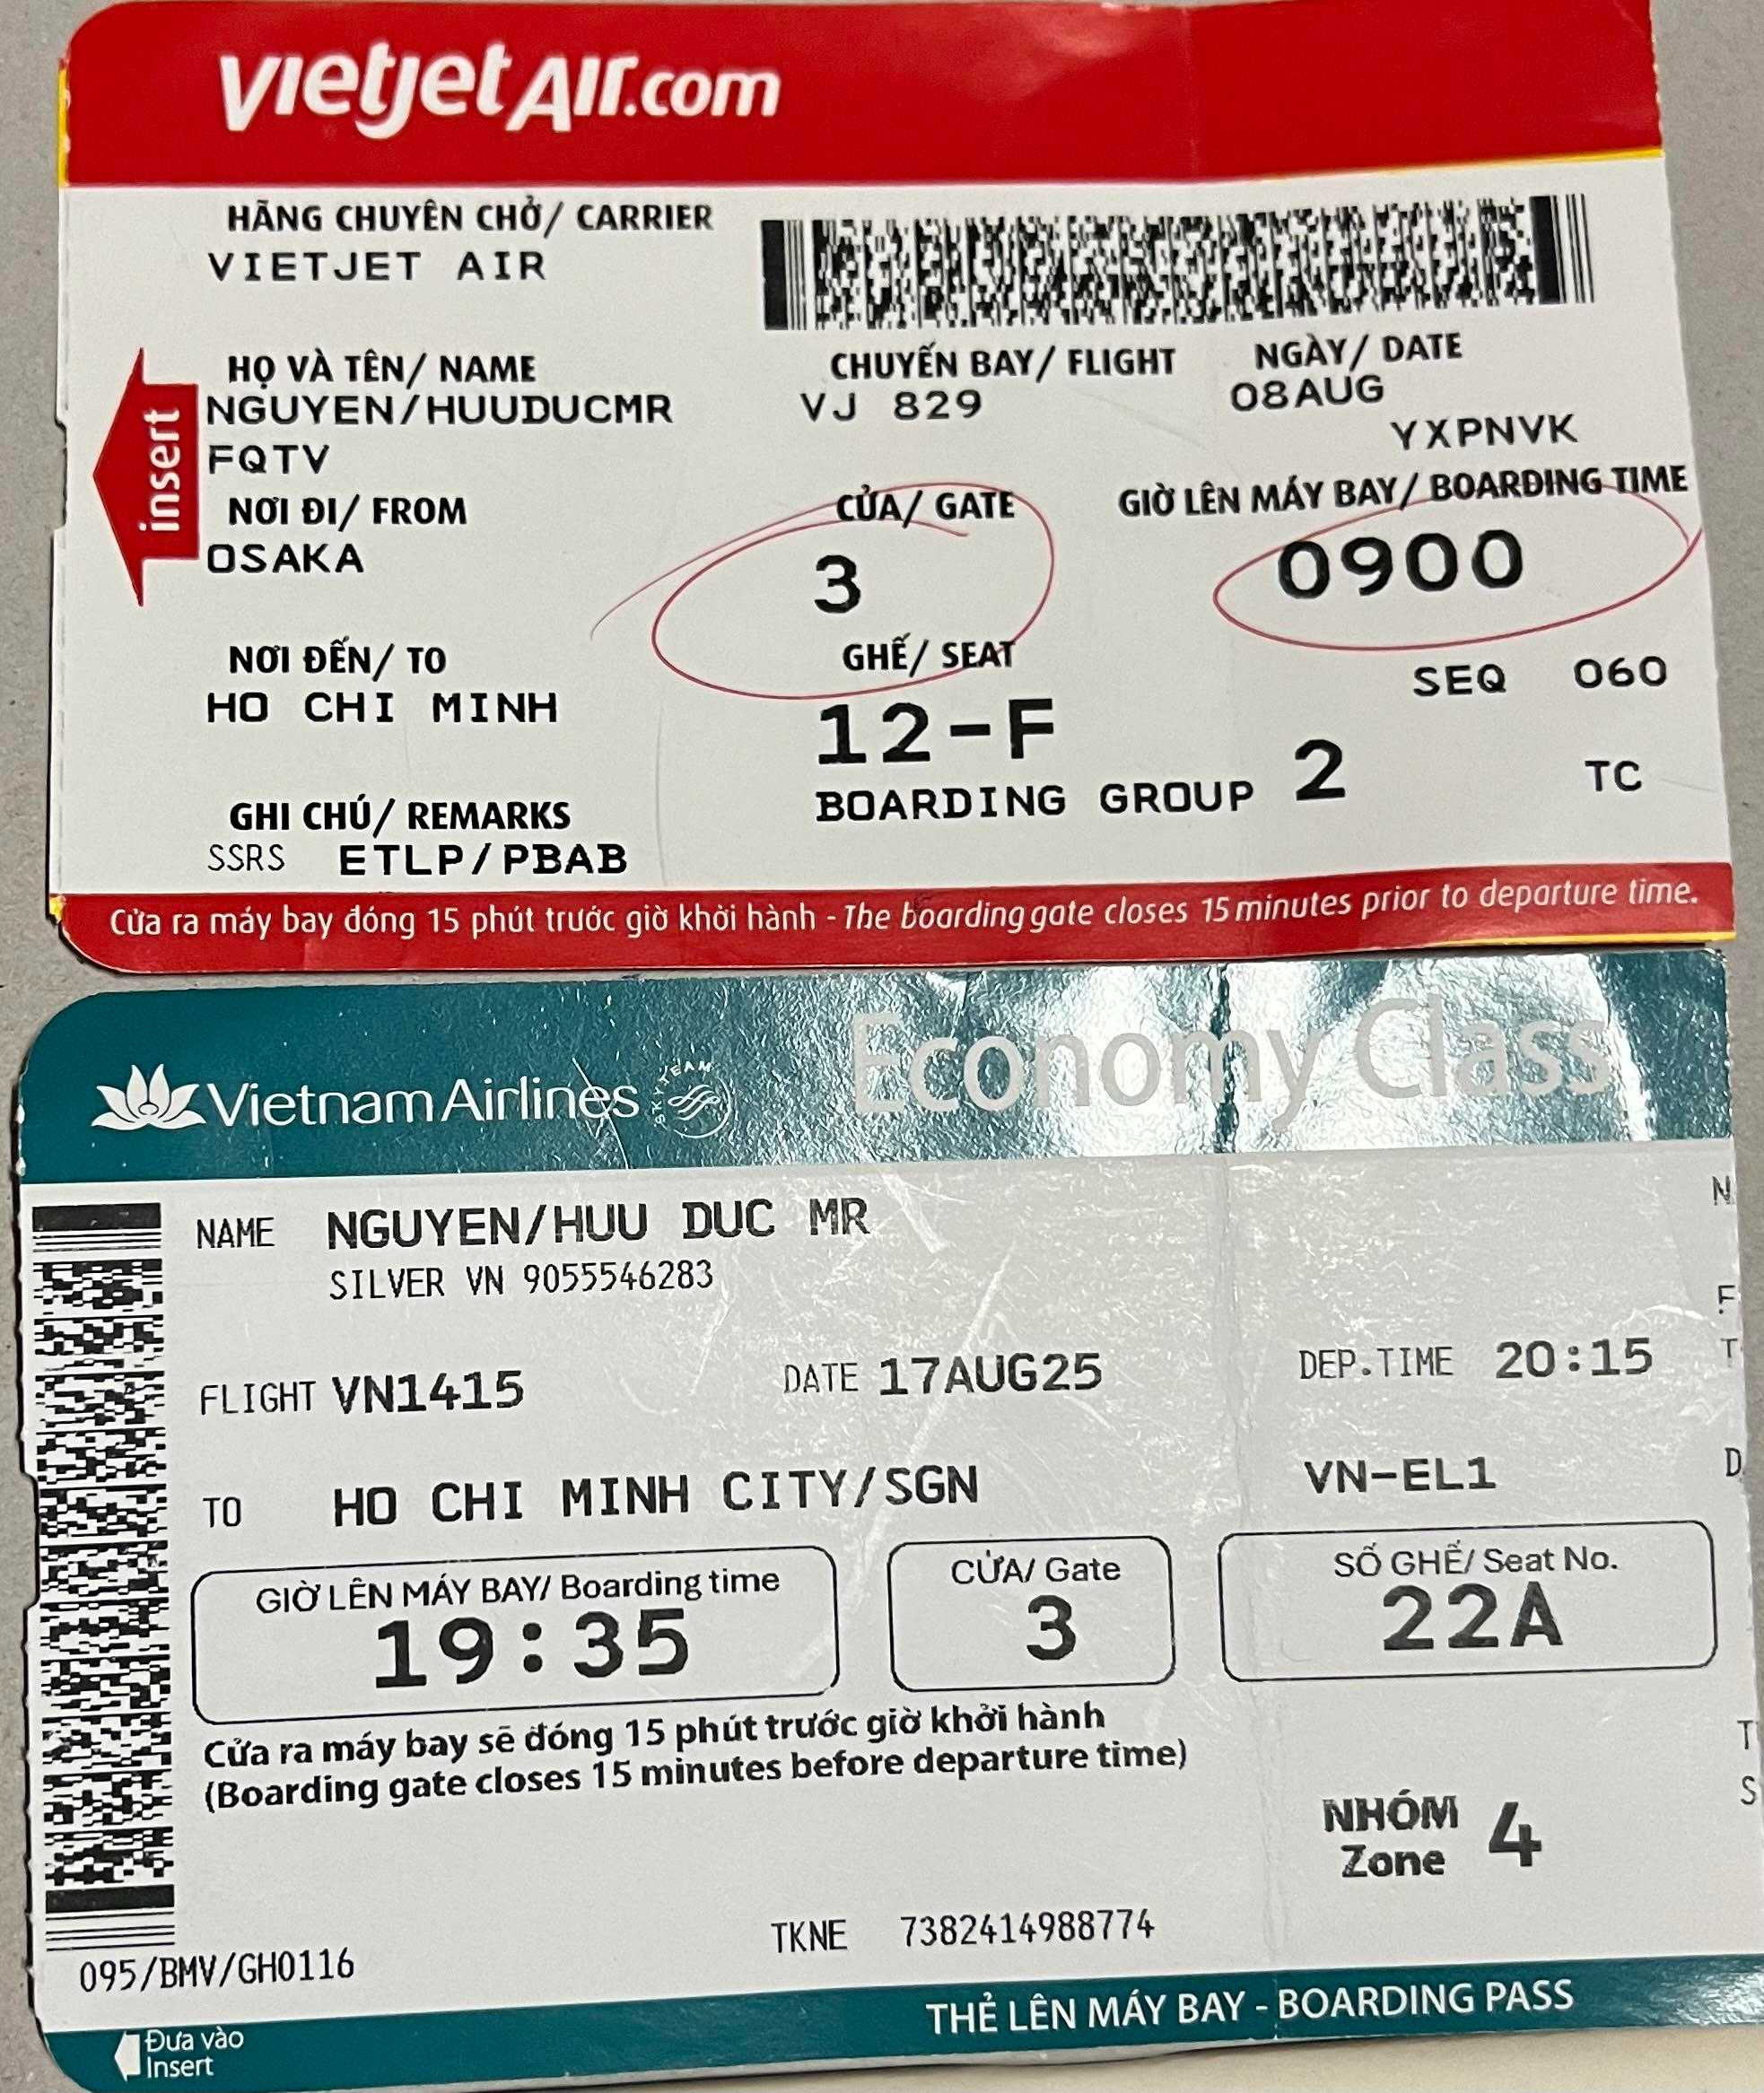 vietjetAir.com
HÃNG CHUYÊN CHỞ/ CARRIER
VIETJET AIR
HỌ VÀ TÊN/ NAME
NGUYEN/HUUDUCMR
FQTV
CHUYẾN BAY/ FLIGHT
VJ 829
NGÀY/ DATE
08AUG
YXPNVK
insert
NƠI ĐI/ FROM
OSAKA
CỬA/ GATE
3
GIỜ LÊN MÁY BAY/ BOARDING TIME
0900
NƠI ĐẾN/ TO
HO CHI MINH
GHẾ/ SEAT
12-F
SEQ 060
BOARDING GROUP 2
TC
GHI CHÚ/ REMARKS
SSRS ETLP/PBAB
Cửa ra máy bay đóng 15 phút trước giờ khởi hành - The boarding gate closes 15 minutes prior to departure time.
Vietnam Airlines
SKYTEAM
Economy Class
NAME NGUYEN/HUU DUC MR
N
SILVER VN 9055546283
F
FLIGHT VN1415 DATE 17AUG25 DEP.TIME 20:15
T
TO HO CHI MINH CITY/SGN VN-EL1
D
GIỜ LÊN MÁY BAY/ Boarding time
19:35
CỬA/ Gate
3
SỐ GHẾ/ Seat No.
22A
Cửa ra máy bay sẽ đóng 15 phút trước giờ khởi hành
(Boarding gate closes 15 minutes before departure time)
T
S
NHÓM
Zone 4
TKNE 7382414988774
095/BMV/GH0116
THẺ LÊN MÁY BAY - BOARDING PASS
Đưa vào
Insert